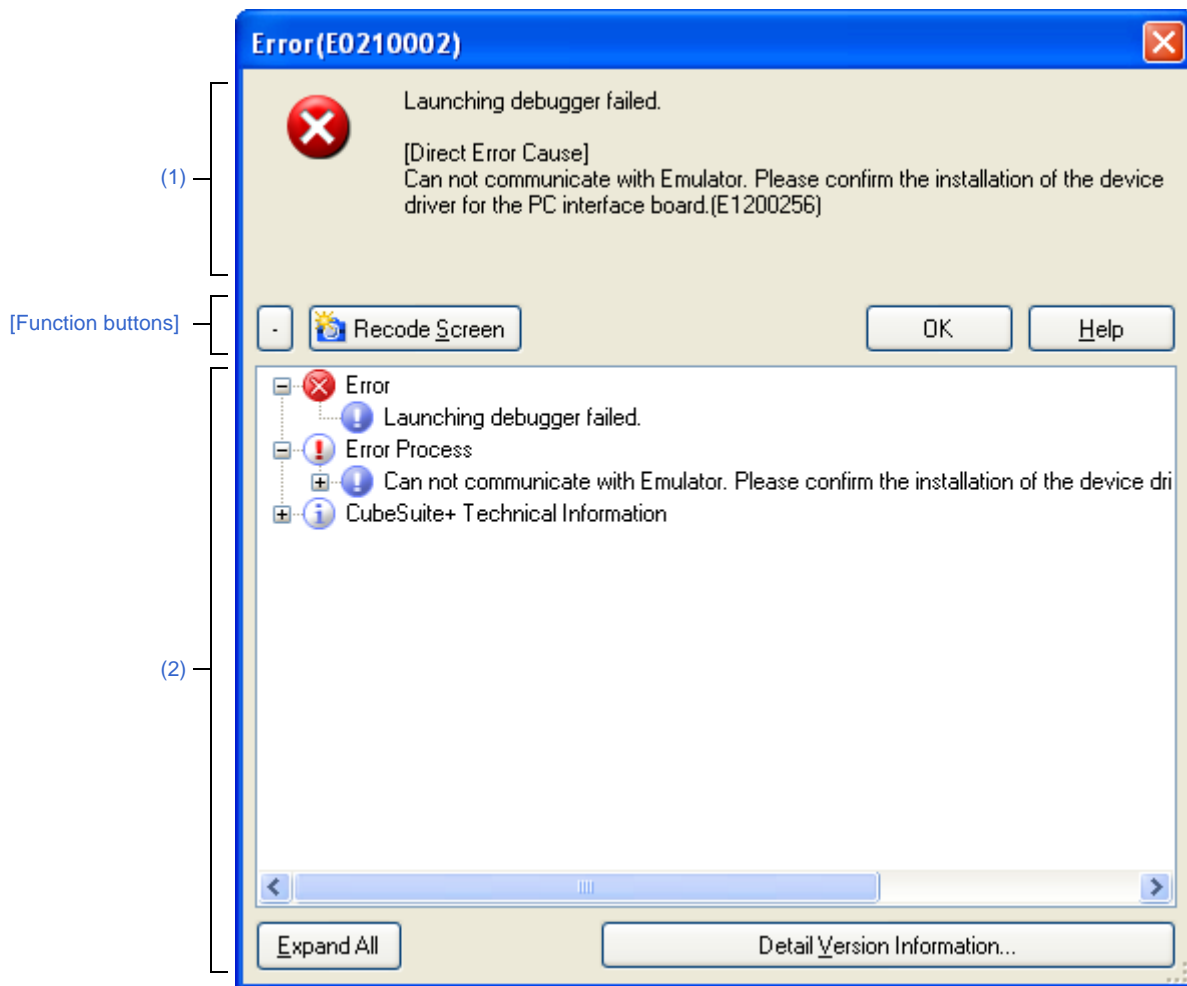 Error(E0210002)
Launching debugger failed.
[Direct Error Cause]
Can not communicate with Emulator. Please confirm the installation of the device
driver for the PC interface board.(E1200256)
(1)
[Function buttons]
- Recode Screen OK Help
Error
Launching debugger failed.
Error Process
Can not communicate with Emulator. Please confirm the installation of the device dri
CubeSuite+ Technical Information
(2)
Expand All Detail Version Information...